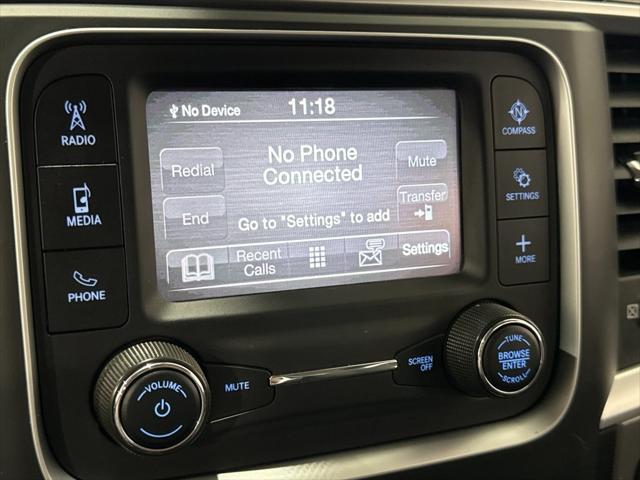 RADIO
MEDIA
PHONE
No Device
11:18
Redial
No Phone
Connected
Mute
End
Go to "Settings" to add
Transfer
Recent
Calls
Settings
N
COMPASS
SETTINGS
MORE
VOLUME
MUTE
SCREEN
OFF
TUNE
BROWSE
ENTER
SCROLL